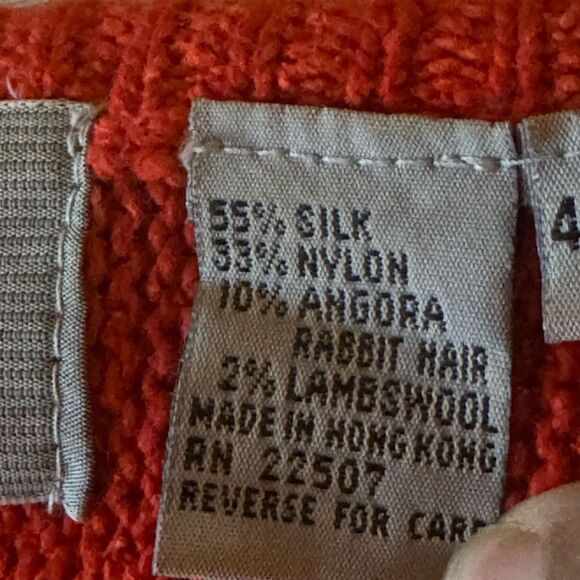 55% SILK
33% NYLON
10% ANGORA
RABBIT HAIR
2% LAMBSWOOL
MADE IN HONG KONG
RN 22507
REVERSE FOR CARE
4